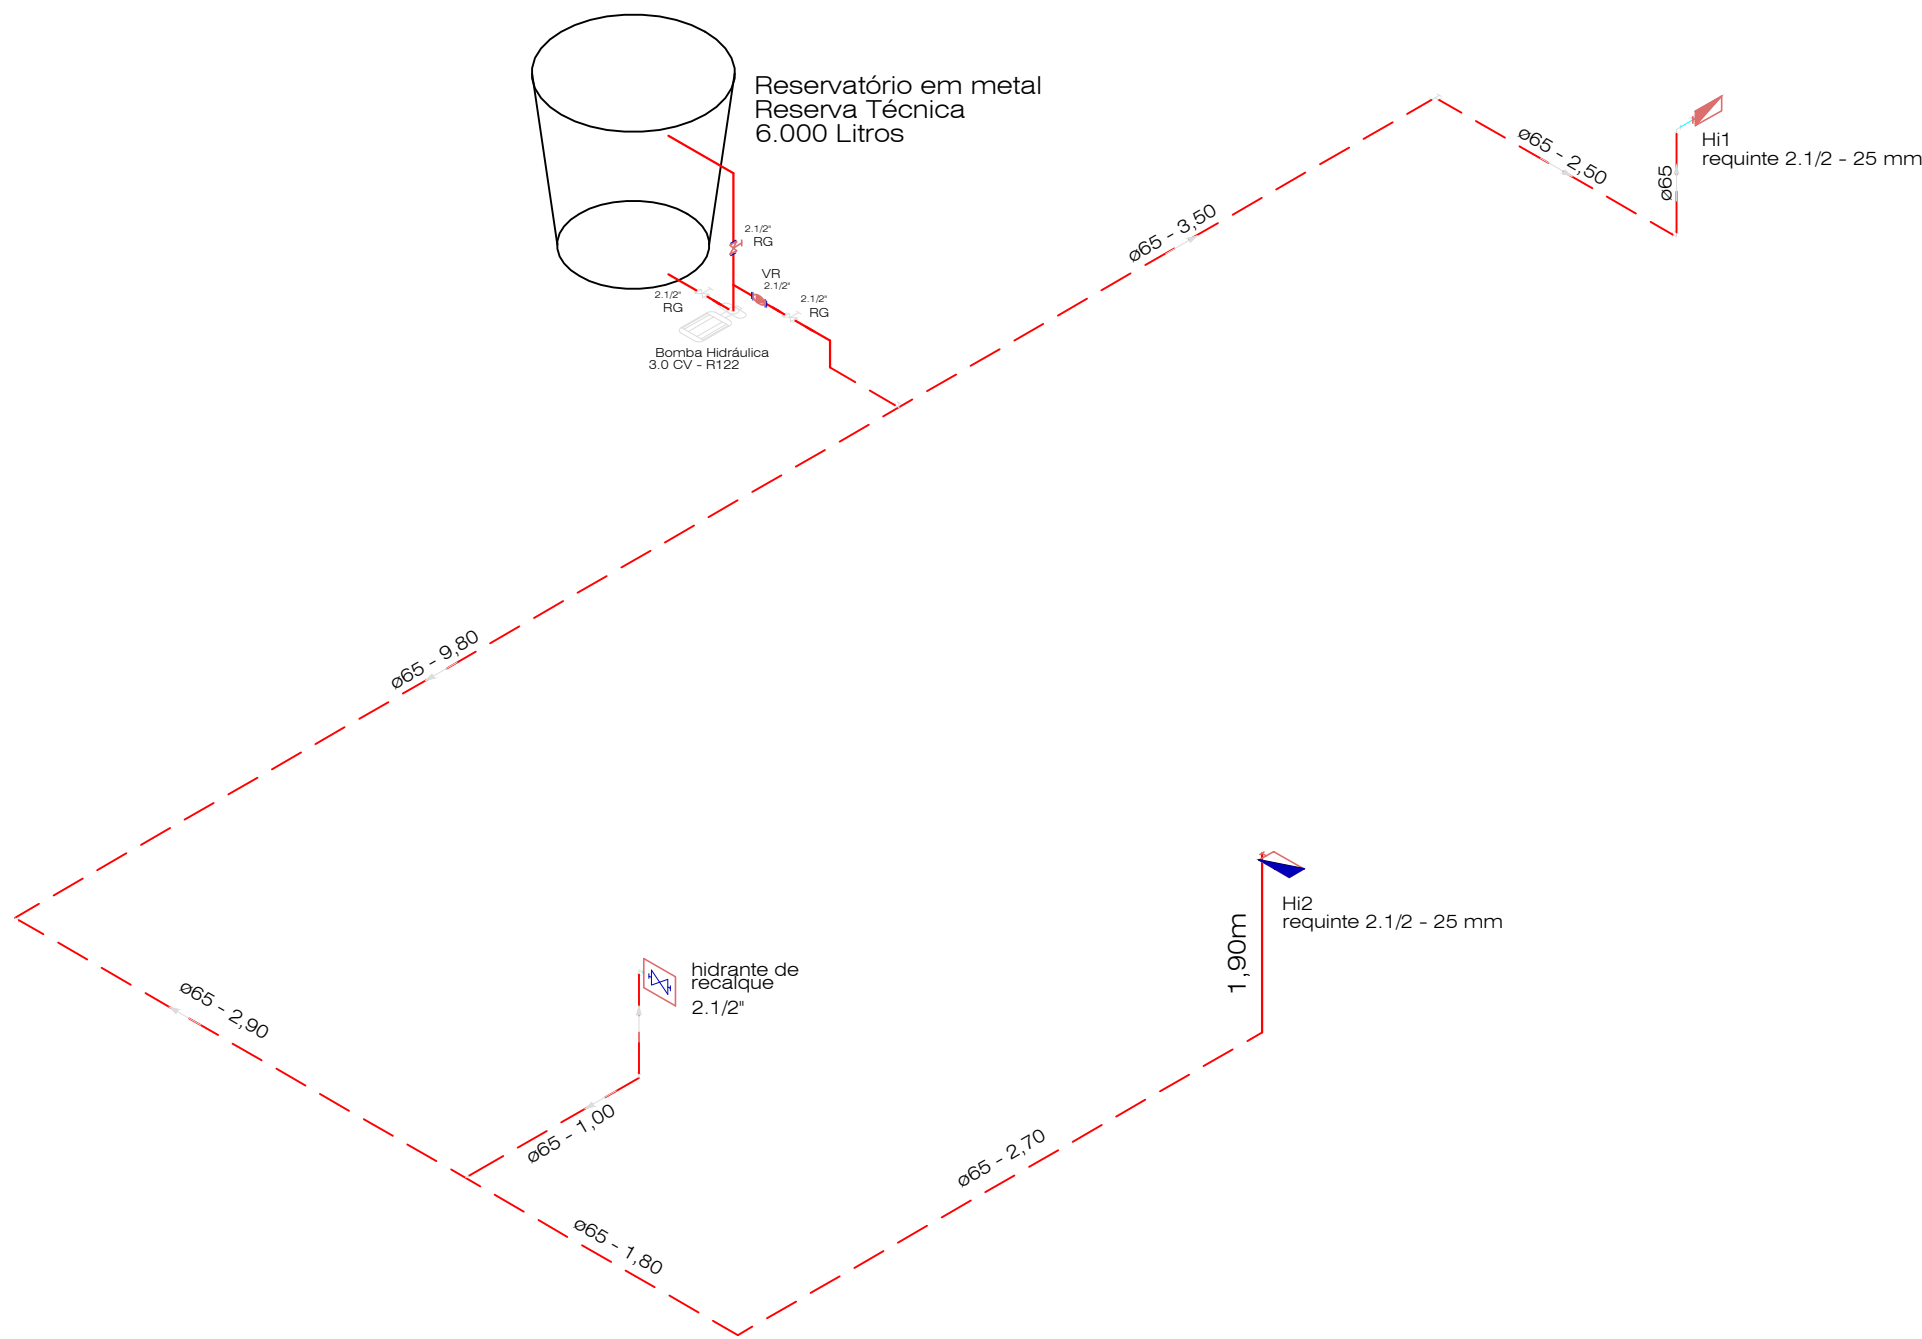 Reservatório em metal
Reserva Técnica
6.000 Litros
Hi1
requinte 2.1/2 - 25 mm
ø65 - 2,50
ø65
ø65 - 3,50
2.1/2"
RG
VR
2.1/2"
2.1/2"
RG
2.1/2"
RG
Bomba Hidráulica
3.0 CV - R122
ø65 - 9,80
Hi2
requinte 2.1/2 - 25 mm
1,90m
hidrante de
recalque
2.1/2"
ø65 - 2,90
ø65 - 1,00
ø65 - 2,70
ø65 - 1,80